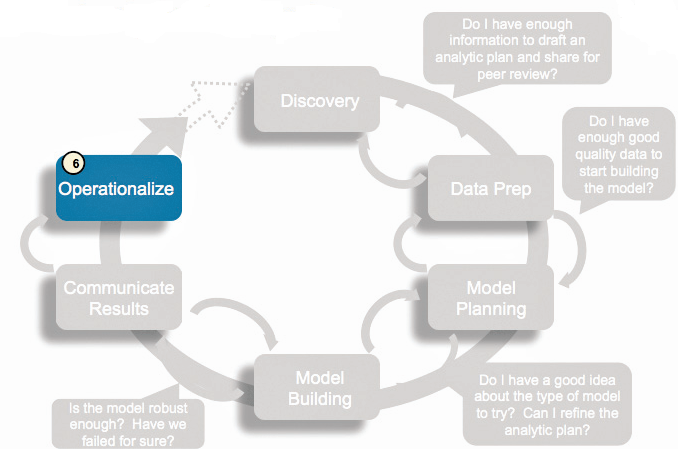 Do I have enough
information to draft an
analytic plan and share for
peer review?
Discovery
Do I have
enough good
quality data to
start building
the model?
6
Operationalize
Data Prep
Communicate
Results
Model
Planning
Model
Building
Do I have a good idea
about the type of model
to try?  Can I refine the
analytic plan?
Is the model robust
enough?  Have we
failed for sure?